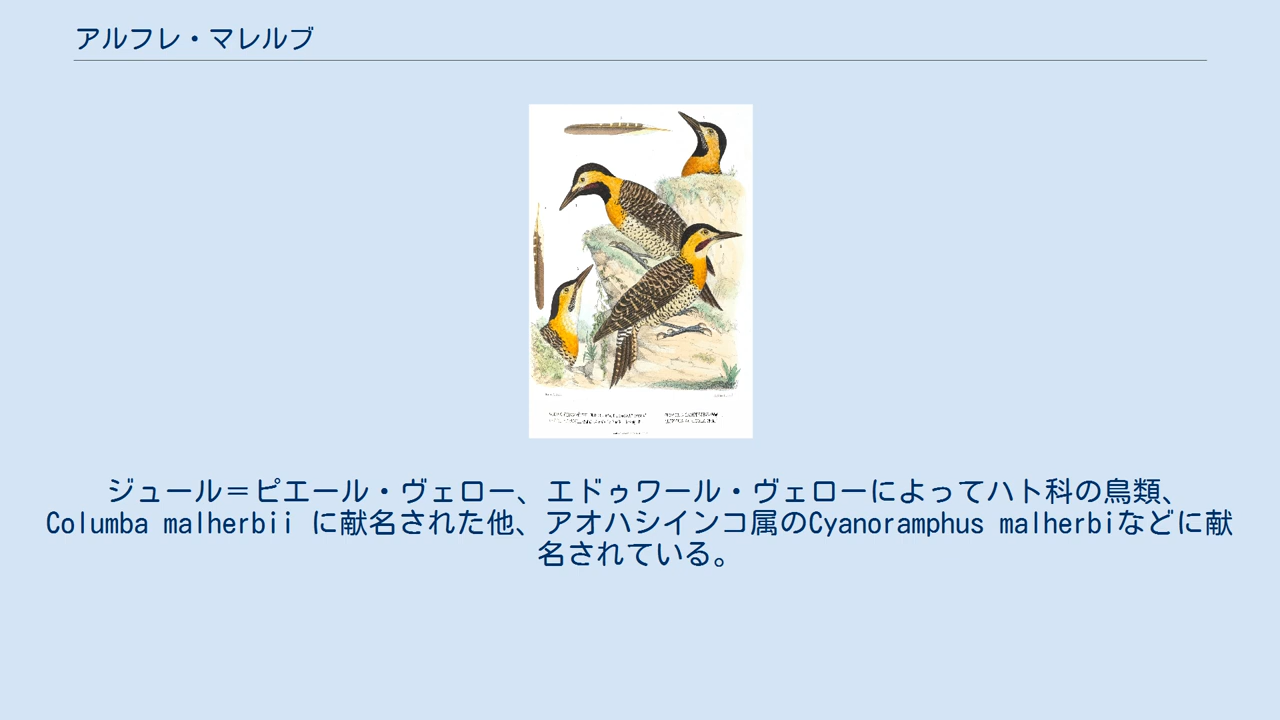 アルフレ・マレルブ
ジュール＝ピエール・ヴェロー、エドゥワール・ヴェローによってハト科の鳥類、
Columba malherbii に献名された他、アオハシインコ属のCyanoramphus malherbiなどに献
名されている。